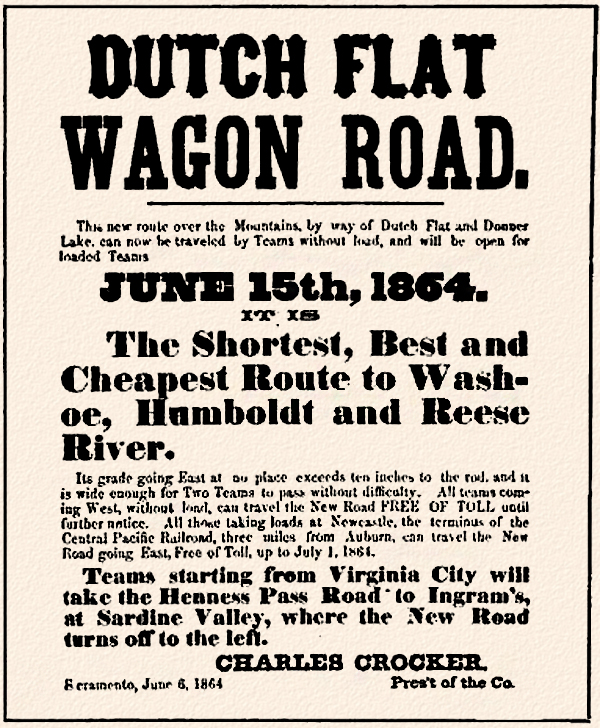 DUTCH FLAT
WAGON ROAD.
This new route over the Mountains, by way of Dutch Flat and Donner
Lake, can now be traveled by Teams without load, and will be open for
loaded Teams
JUNE 15th, 1864.
IT IS
The Shortest, Best and
Cheapest Route to Wash-
oe, Humboldt and Reese
River.
Its grade going East at no place exceeds ten inches to the rod, and it
is wide enough for Two Teams to pass without difficulty. All teams com-
ing West, without load, can travel the New Road FREE OF TOLL until
further notice. All those taking loads at Newcastle, the terminus of the
Central Pacific Railroad, three miles from Auburn, can travel the New
Road going East, Free of Toll, up to July 1, 1864.
Teams starting from Virginia City will
take the Henness Pass Road to Ingram's,
at Sardine Valley, where the New Road
turns off to the left.
CHARLES CROCKER,
Sacramento, June 6, 1864 Pres't of the Co.